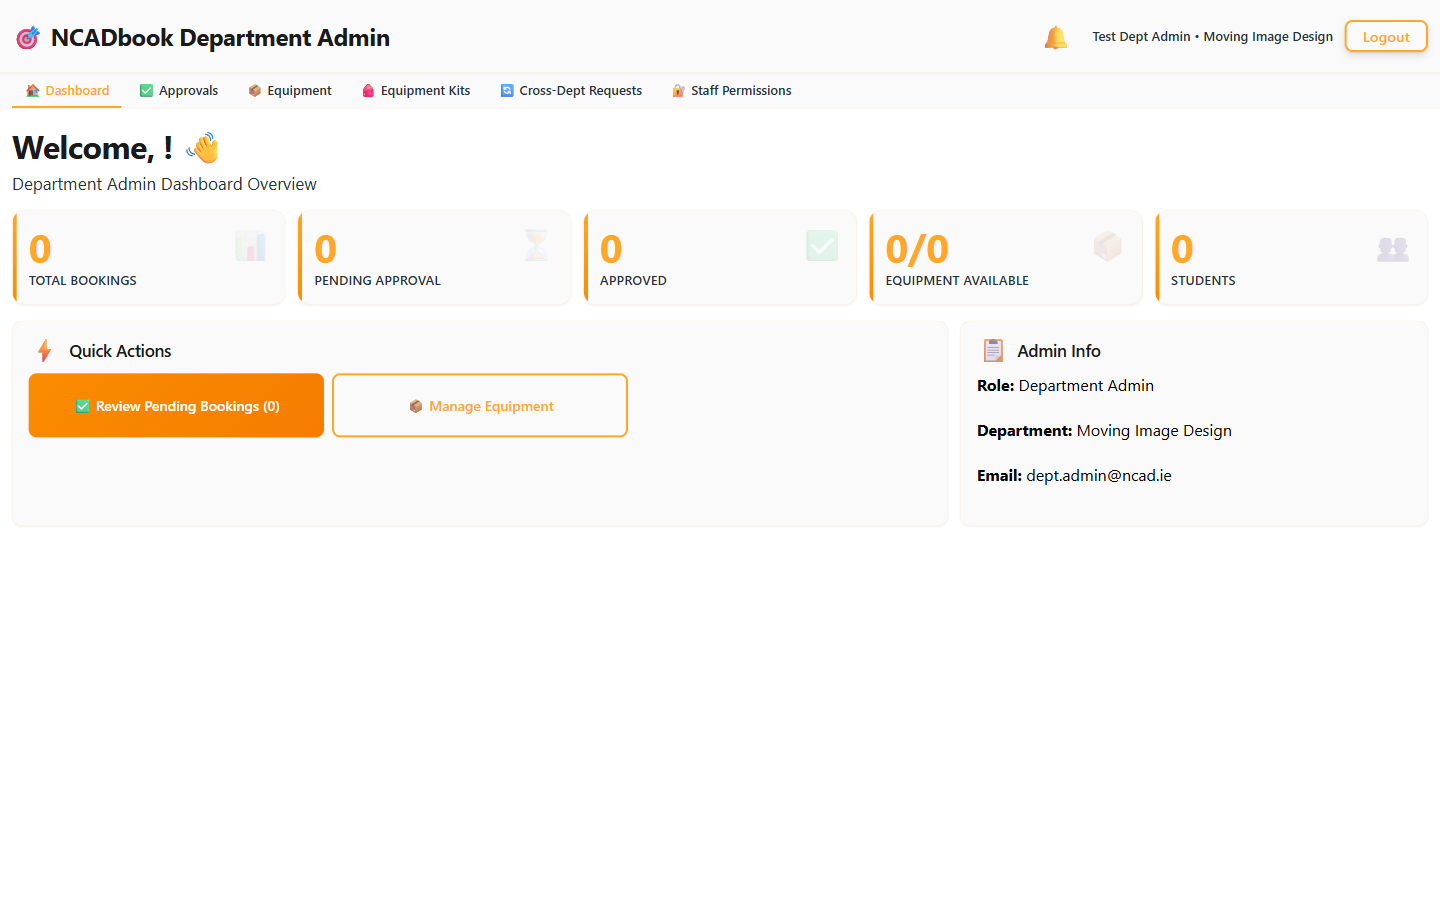 NCADbook Department Admin
Test Dept Admin • Moving Image Design
Logout
Dashboard
Approvals
Equipment
Equipment Kits
Cross-Dept Requests
Staff Permissions
Welcome, !
Department Admin Dashboard Overview
0
TOTAL BOOKINGS
0
PENDING APPROVAL
0
APPROVED
0/0
EQUIPMENT AVAILABLE
0
STUDENTS
Quick Actions
Review Pending Bookings (0)
Manage Equipment
Admin Info
Role: Department Admin
Department: Moving Image Design
Email: dept.admin@ncad.ie